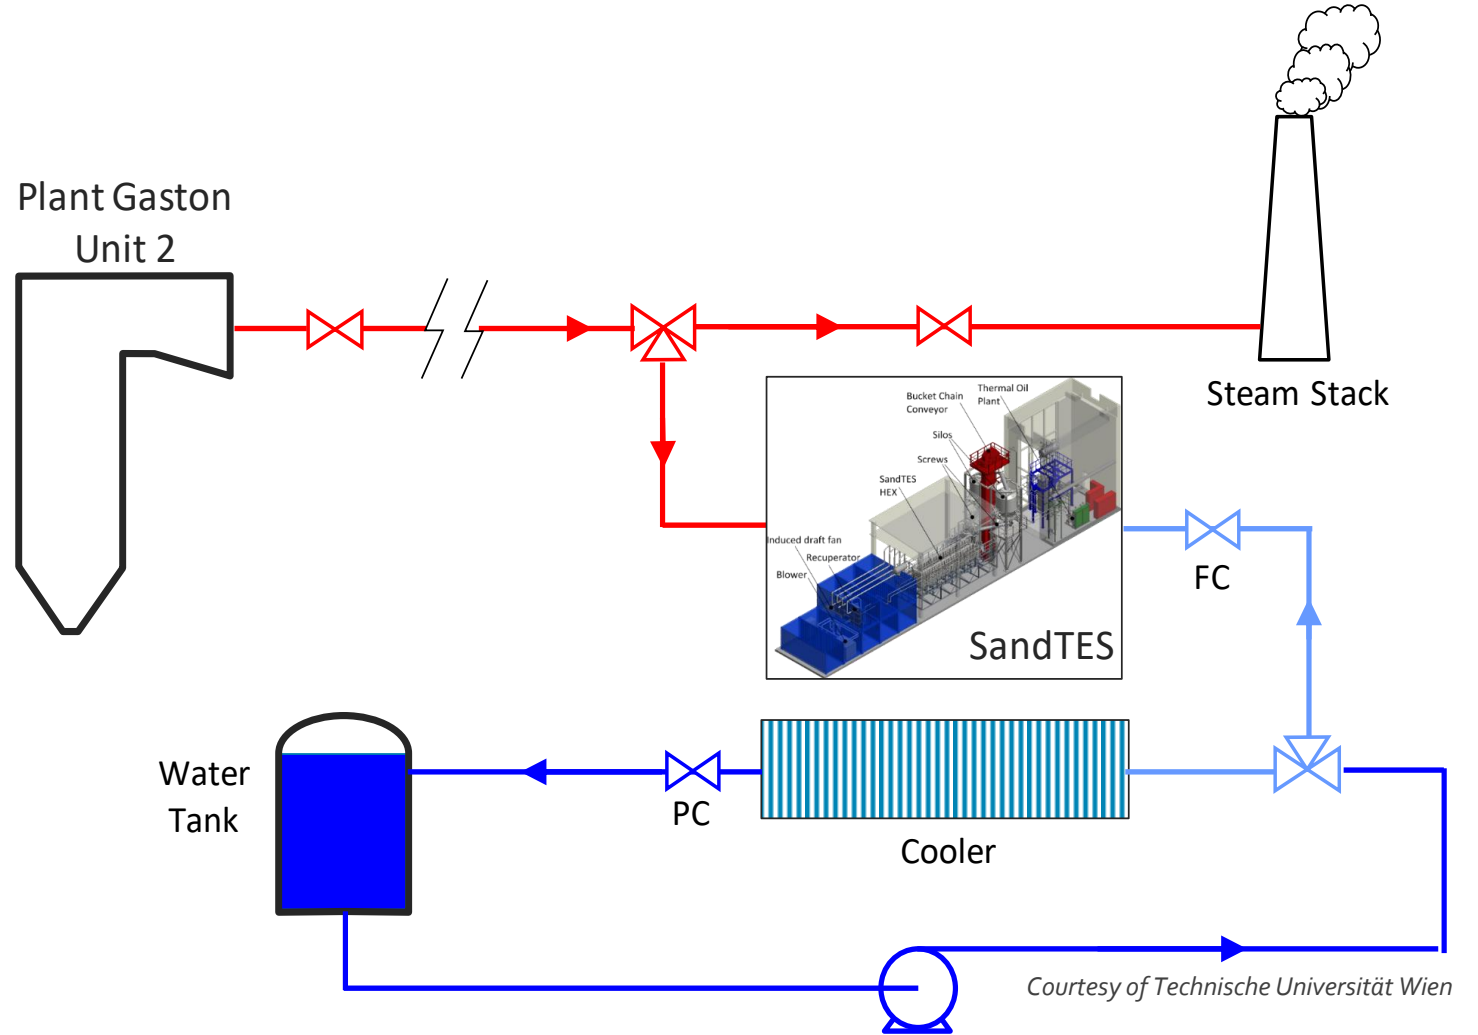 Plant Gaston
Unit 2
Steam Stack
Bucket Chain
Conveyor
Thermal Oil
Plant
Silos
Screws
SandTES
HEX
Induced draft fan
Recuperator
Blower
SandTES
FC
Water
Tank
PC
Cooler
Courtesy of Technische Universität Wien